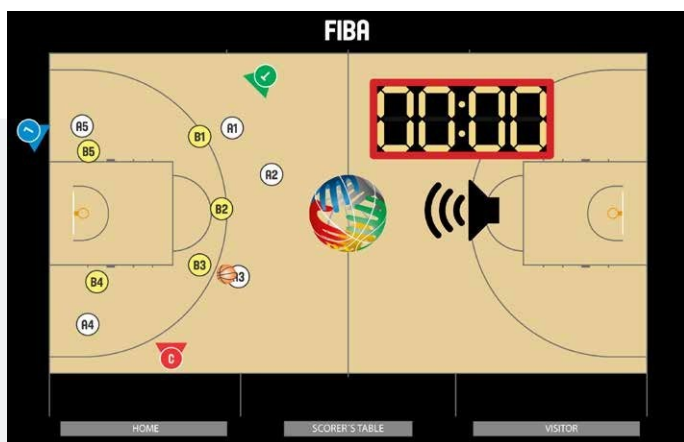 FIBA
00:00
A5
B5
B1
A1
A2
B2
B3
A3
B4
A4
C
HOME
SCORER'S TABLE
VISITOR